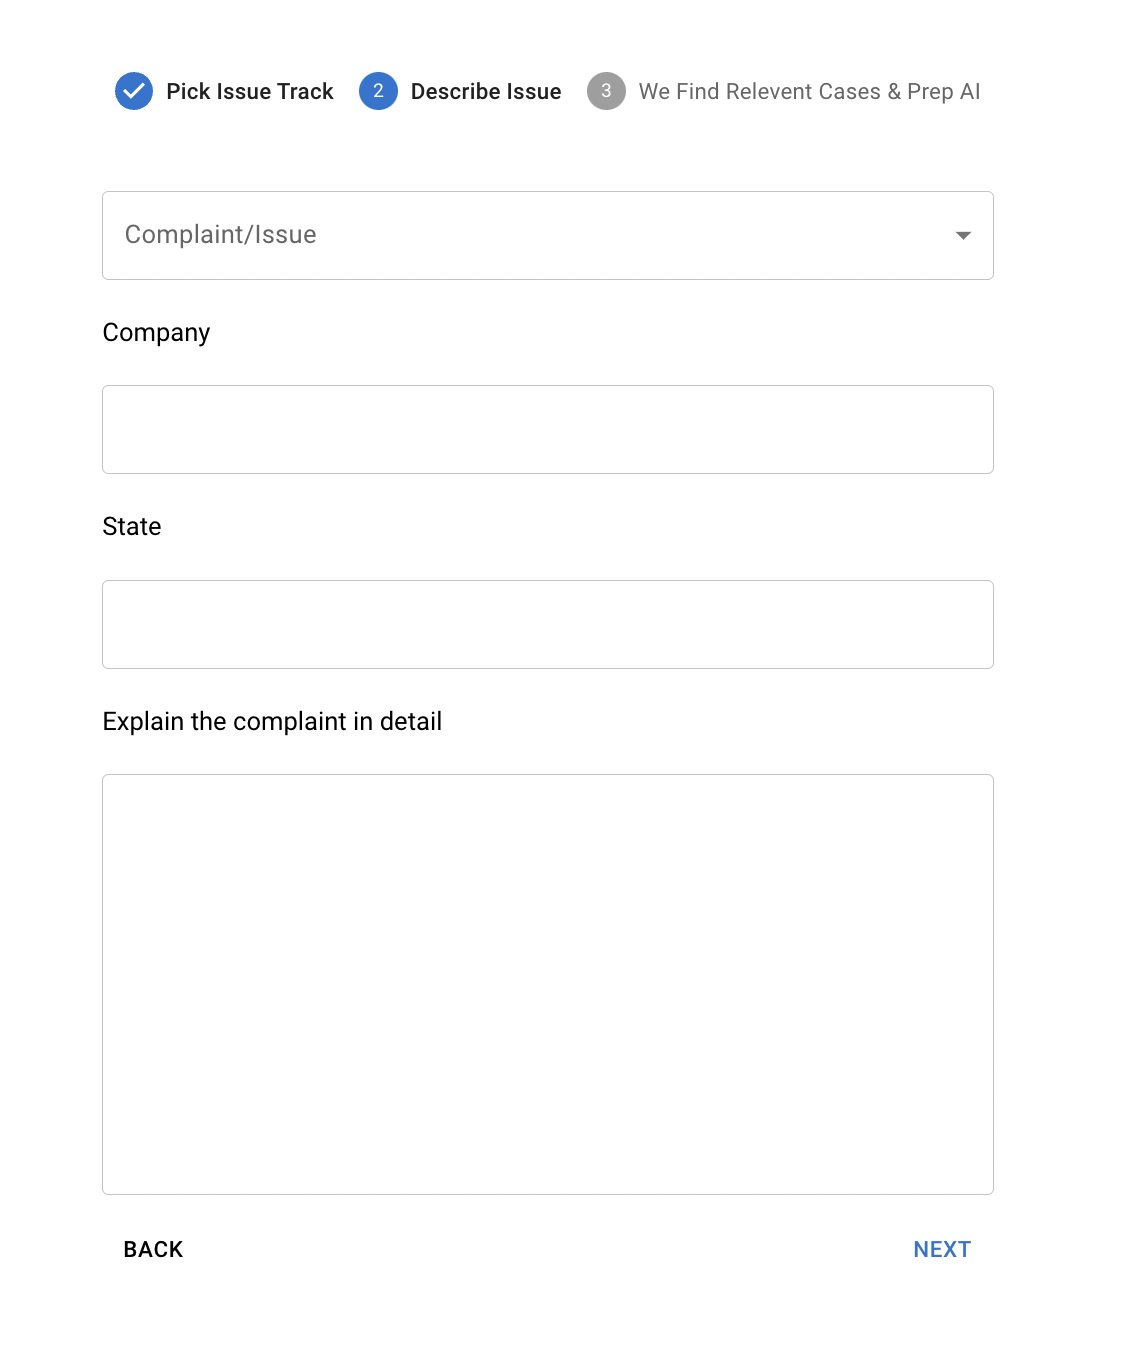 Pick Issue Track 2 Describe Issue 3 We Find Relevent Cases & Prep AI
Complaint/Issue
Company
State
Explain the complaint in detail
BACK NEXT